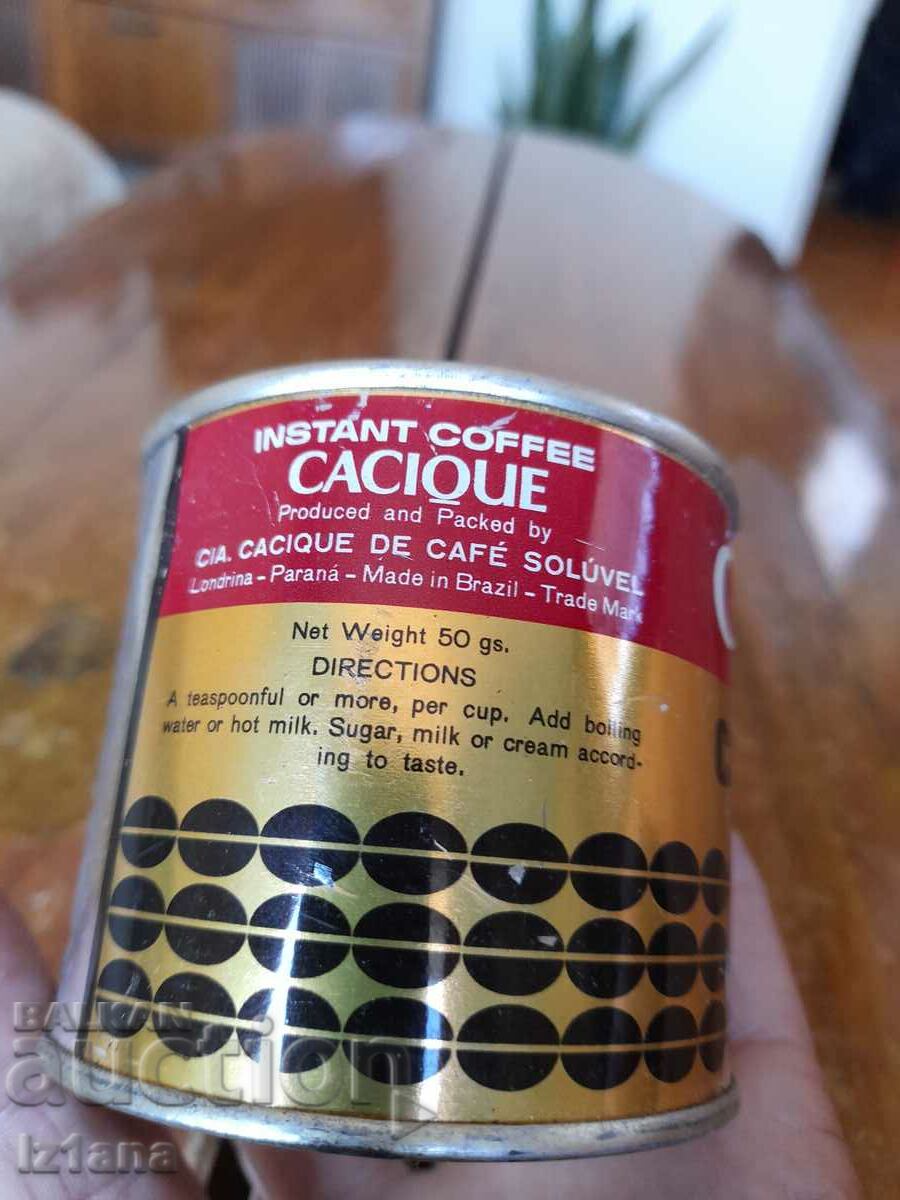 INSTANT COFFEE
CACIQUE
Produced and Packed by
CIA. CACIQUE DE CAFÉ SOLÚVEL
Londrina - Paraná - Made in Brazil - Trade Mark
Net Weight 50 gs.
DIRECTIONS
A teaspoonful or more, per cup. Add boiling
water or hot milk. Sugar, milk or cream accord-
ing to taste.
BALKAN
auction
Iz1ana